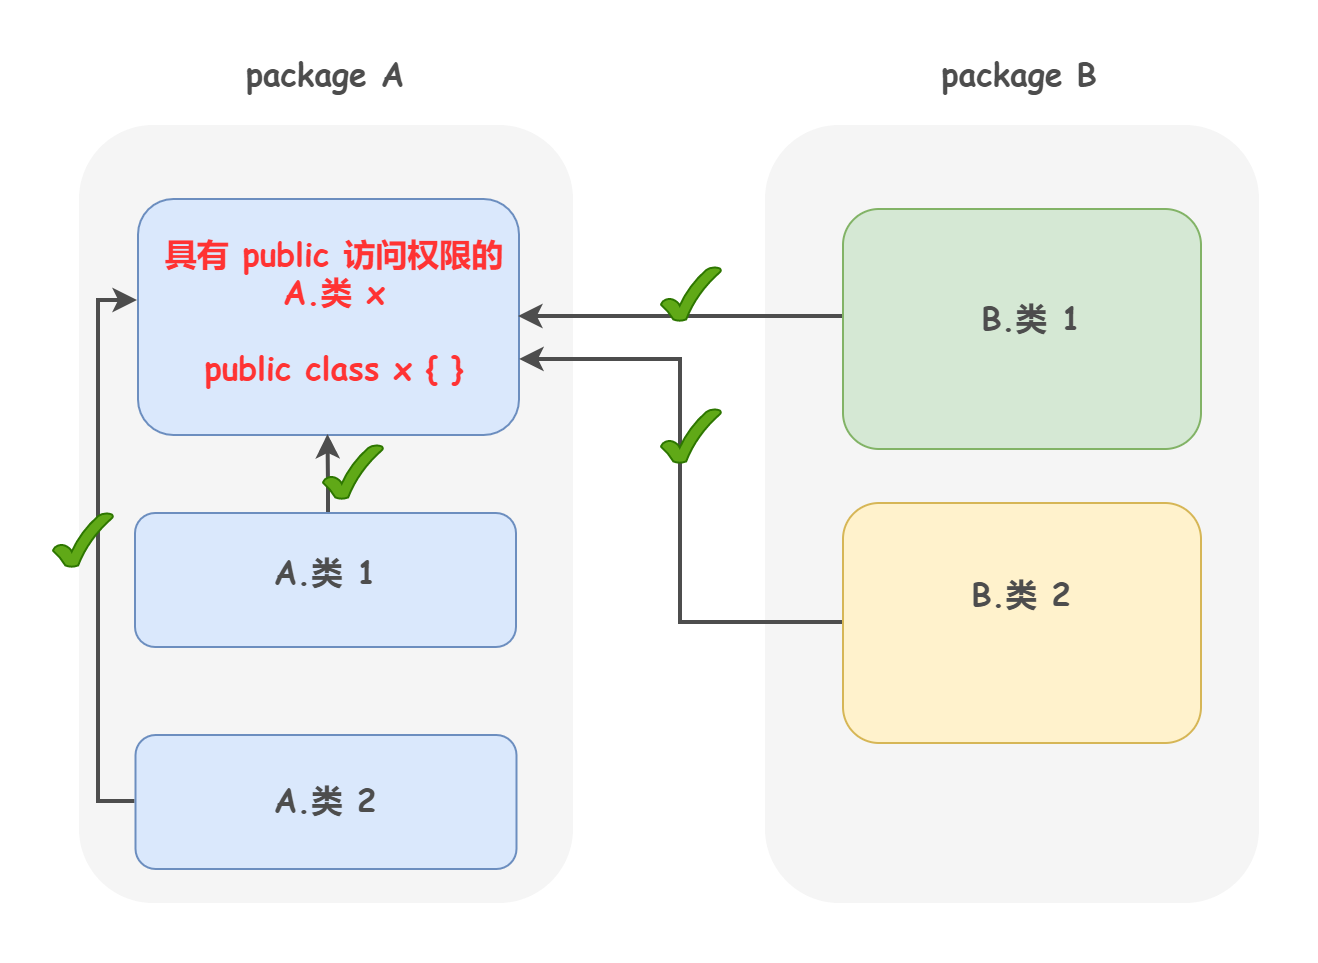 package A
package B
具有 public 访问权限的
A.类 x
public class x { }
B.类 1
A.类 1
B.类 2
A.类 2